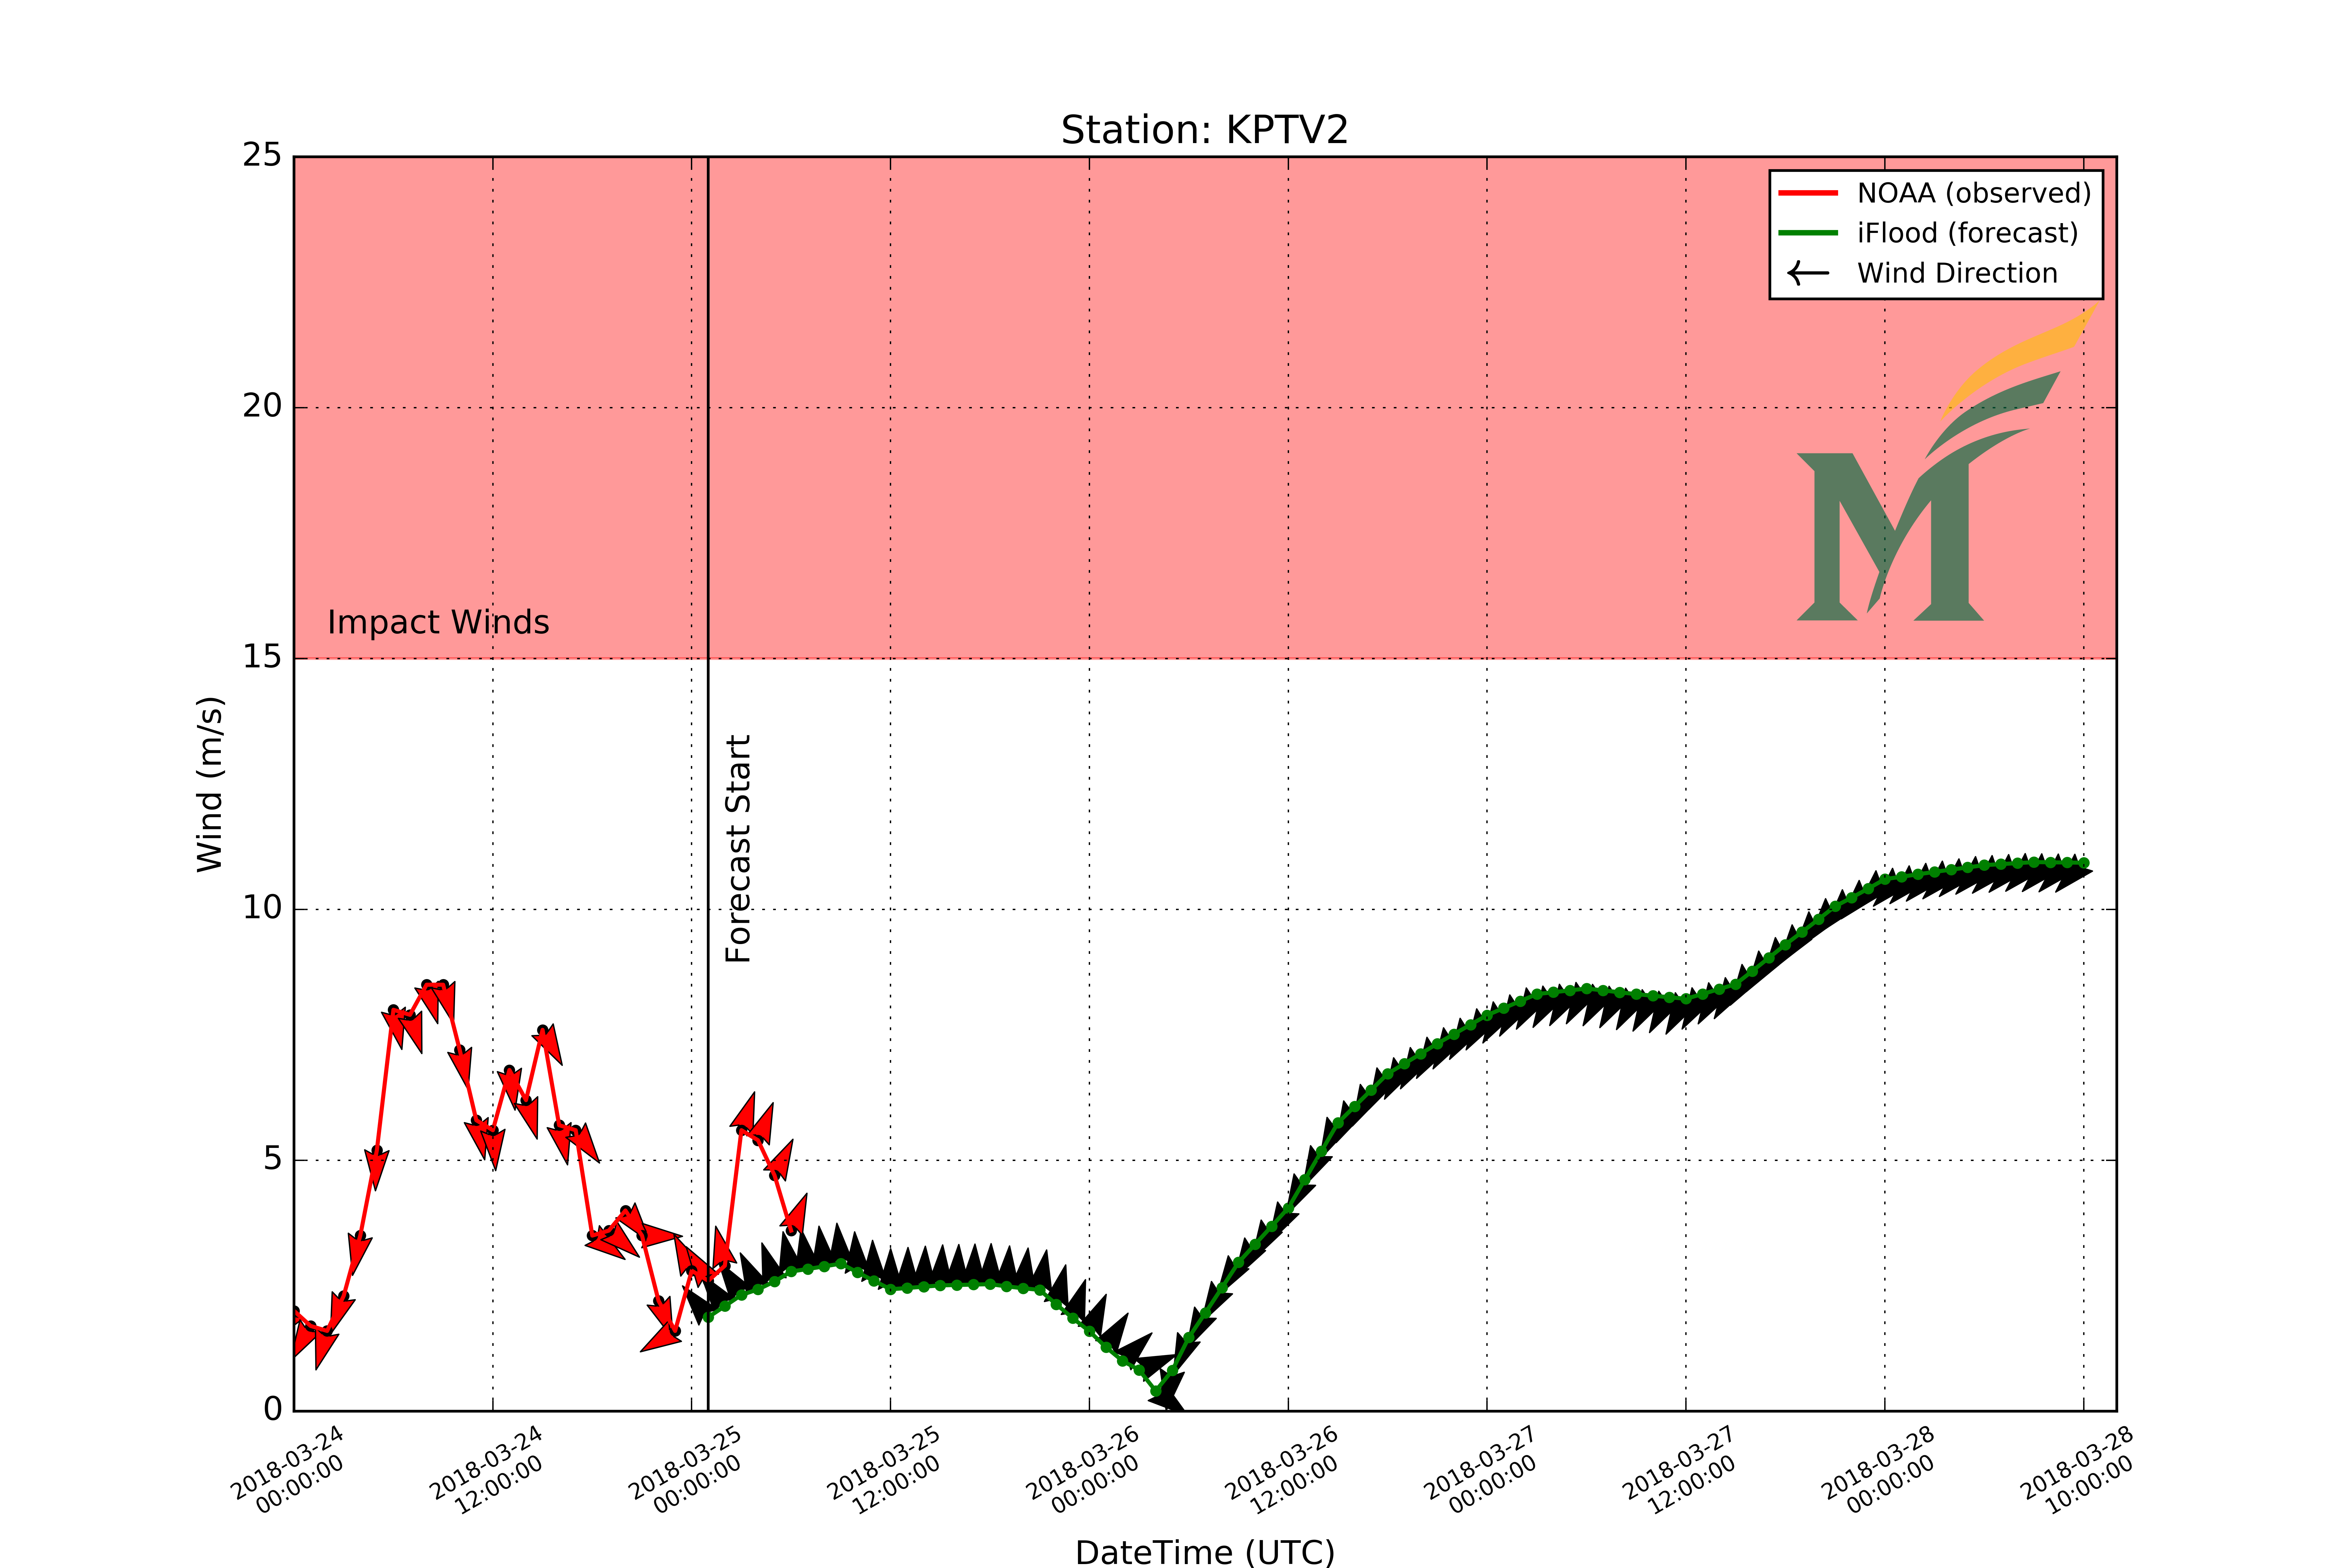 Station: KPTV2
25
20
15
10
5
0
Wind (m/s)
NOAA (observed)
iFlood (forecast)
Wind Direction
M
Impact Winds
Forecast Start
2018-03-24
00:00:00
2018-03-24
12:00:00
2018-03-25
00:00:00
2018-03-25
12:00:00
2018-03-26
00:00:00
2018-03-26
12:00:00
2018-03-27
00:00:00
2018-03-27
12:00:00
2018-03-28
00:00:00
2018-03-28
10:00:00
DateTime (UTC)